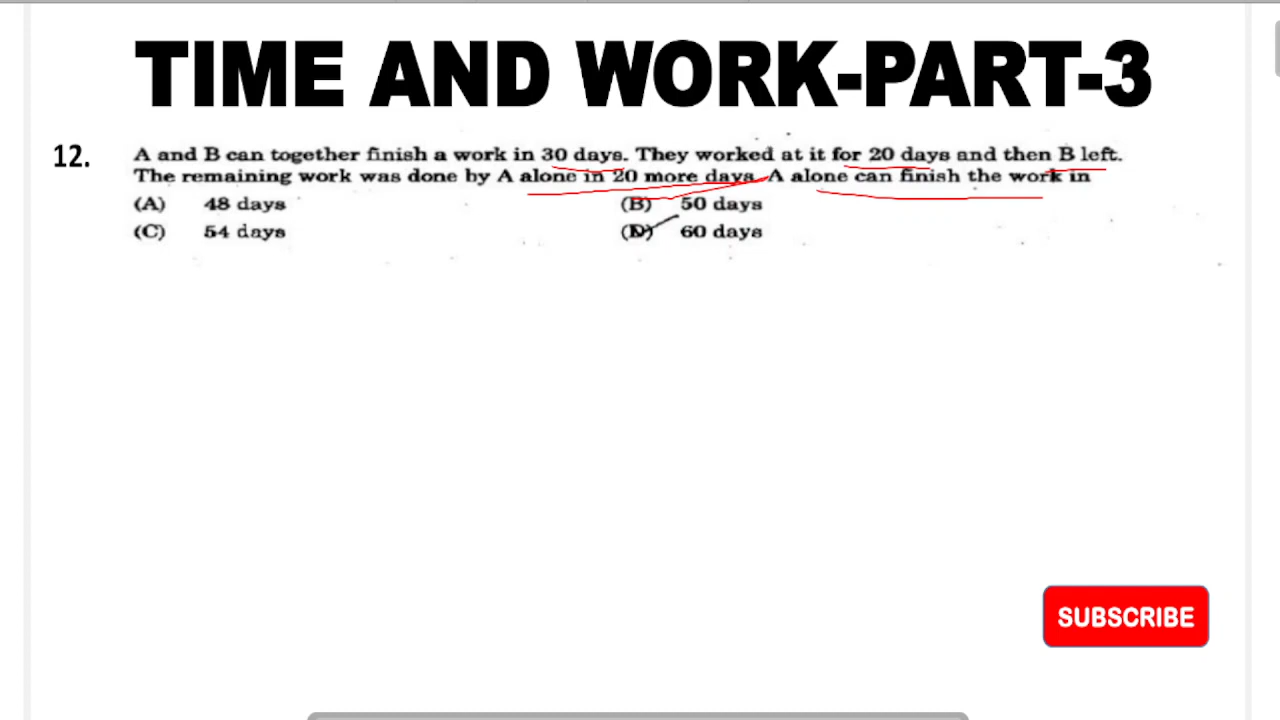 TIME AND WORK-PART-3
12. A and B can together finish a work in 30 days. They worked at it for 20 days and then B left.
The remaining work was done by A alone in 20 more days. A alone can finish the work in
(A) 48 days (B) 50 days
(C) 54 days (D) 60 days
SUBSCRIBE